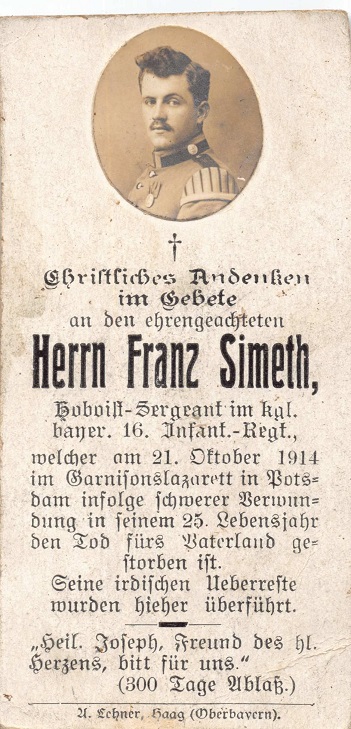 †
Christliches Andenken
im Gebete
an den ehrengeachteten
Herrn Franz Simeth,
Hoboist-Sergeant im kgl.
bayer. 16. Infant.-Regt.,
welcher am 21. Oktober 1914
im Garnisonslazarett in Pots=
dam infolge schwerer Verwun=
dung in seinem 25. Lebensjahr
den Tod fürs Vaterland ge=
storben ist.
Seine irdischen Ueberreste
wurden hieher überführt.
„Heil. Joseph, Freund des hl.
Herzens, bitt für uns.“
(300 Tage Ablaß.)
A. Lehner, Haag (Oberbayern).